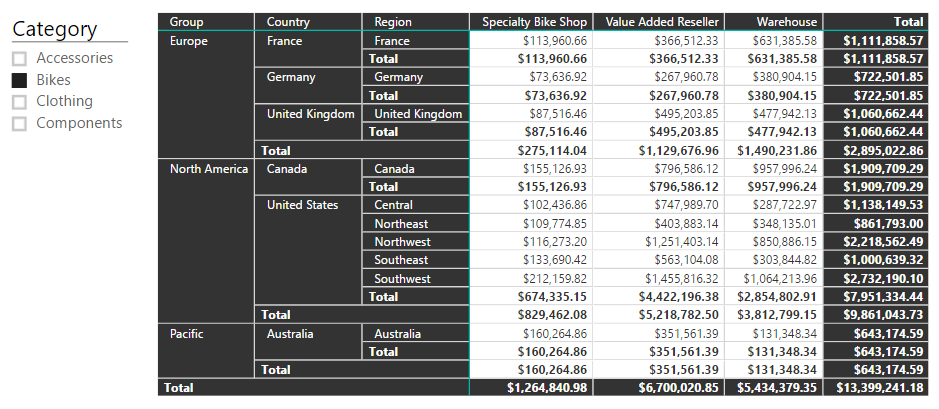 Category
Accessories
Bikes
Clothing
Components
Group Country Region Specialty Bike Shop Value Added Reseller Warehouse Total
Europe France France $113,960.66 $366,512.33 $631,385.58 $1,111,858.57
Total $113,960.66 $366,512.33 $631,385.58 $1,111,858.57
Germany Germany $73,636.92 $267,960.78 $380,904.15 $722,501.85
Total $73,636.92 $267,960.78 $380,904.15 $722,501.85
United Kingdom United Kingdom $87,516.46 $495,203.85 $477,942.13 $1,060,662.44
Total $87,516.46 $495,203.85 $477,942.13 $1,060,662.44
Total $275,114.04 $1,129,676.96 $1,490,231.86 $2,895,022.86
North America Canada Canada $155,126.93 $796,586.12 $957,996.24 $1,909,709.29
Total $155,126.93 $796,586.12 $957,996.24 $1,909,709.29
United States Central $102,436.86 $747,989.70 $287,722.97 $1,138,149.53
Northeast $109,774.85 $403,883.14 $348,135.01 $861,793.00
Northwest $116,273.20 $1,251,403.14 $850,886.15 $2,218,562.49
Southeast $133,690.42 $563,104.08 $303,844.82 $1,000,639.32
Southwest $212,159.82 $1,455,816.32 $1,064,213.96 $2,732,190.10
Total $674,335.15 $4,422,196.38 $2,854,802.91 $7,951,334.44
Total $829,462.08 $5,218,782.50 $3,812,799.15 $9,861,043.73
Pacific Australia Australia $160,264.86 $351,561.39 $131,348.34 $643,174.59
Total $160,264.86 $351,561.39 $131,348.34 $643,174.59
Total $160,264.86 $351,561.39 $131,348.34 $643,174.59
Total $1,264,840.98 $6,700,020.85 $5,434,379.35 $13,399,241.18